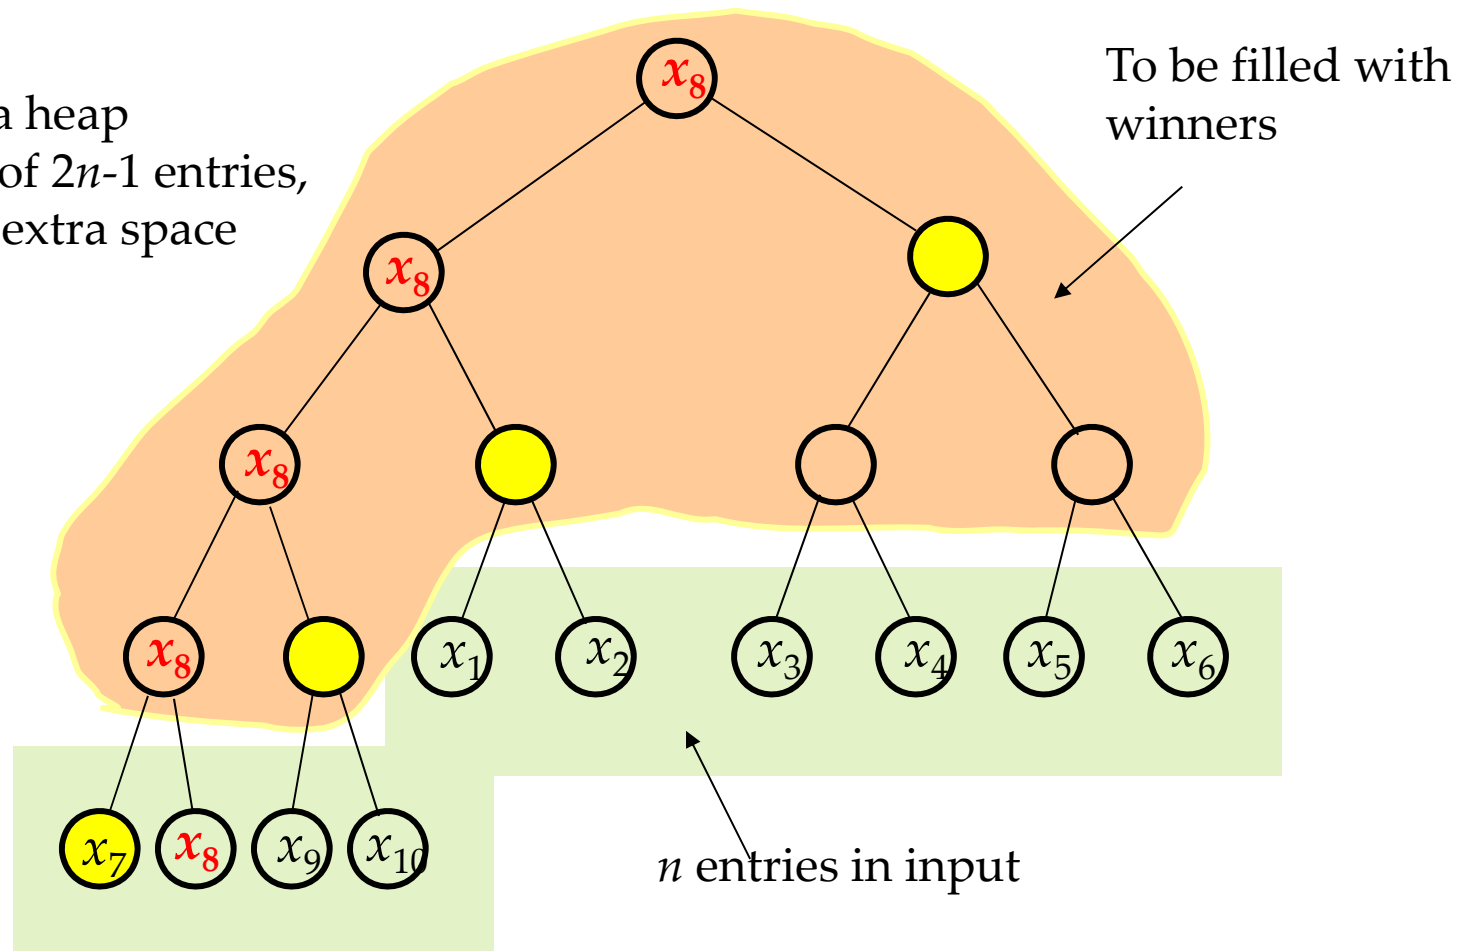 To be filled with
winners
a heap
of 2n-1 entries,
extra space
x8
x8
x8
x8
x1
x2
x3
x4
x5
x6
x7
x8
x9
x10
n entries in input